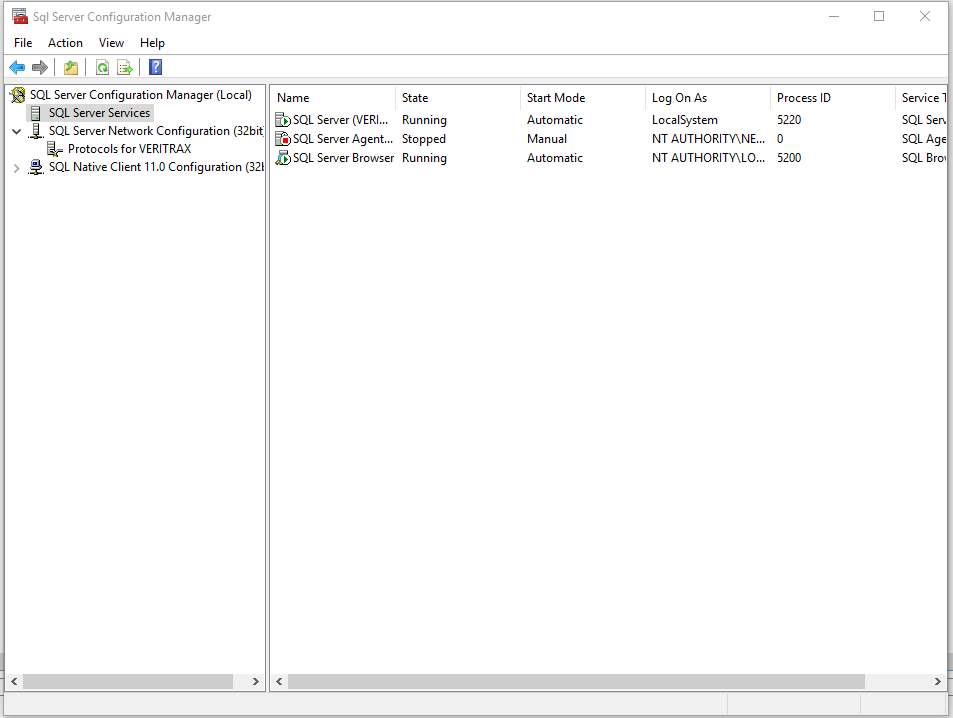 Sql Server Configuration Manager
File Action View Help
SQL Server Configuration Manager (Local)
SQL Server Services
SQL Server Network Configuration (32bit
Protocols for VERITRAX
SQL Native Client 11.0 Configuration (32
Name State Start Mode Log On As Process ID Service
SQL Server (VERI... Running Automatic LocalSystem 5220 SQL Serv
SQL Server Agent... Stopped Manual NT AUTHORITY\NE... 0 SQL Age
SQL Server Browser Running Automatic NT AUTHORITY\LO... 5200 SQL Bro